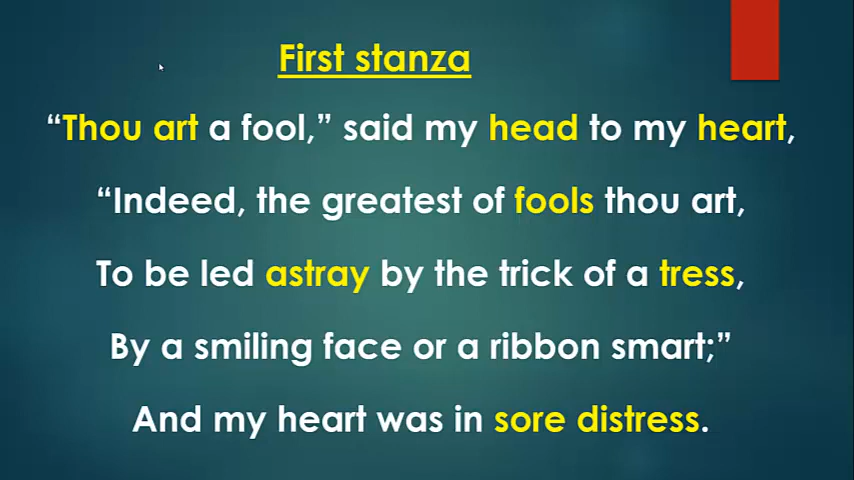 First stanza
“Thou art a fool,” said my head to my heart,
“Indeed, the greatest of fools thou art,
To be led astray by the trick of a tress,
By a smiling face or a ribbon smart;”
And my heart was in sore distress.